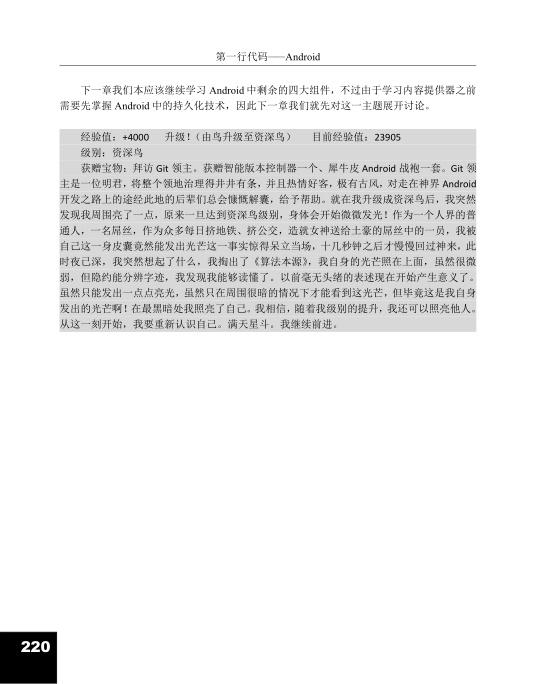 第一行代码——Android
下一章我们本应该继续学习 Android 中剩余的四大组件，不过由于学习内容提供器之前
需要先掌握 Android 中的持久化技术，因此下一章我们就先对这一主题展开讨论。
经验值：+4000 升级！（由鸟升级至资深鸟） 目前经验值：23905
级别：资深鸟
获赠宝物：拜访 Git 领主。获赠智能版本控制器一个、犀牛皮 Android 战袍一套。Git 领
主是一位明君，将整个领地治理得井井有条，并且热情好客，极有古风，对走在神界 Android
开发之路上的途经此地的后辈们总会慷慨解囊，给予帮助。就在我升级成资深鸟后，我突然
发现我周围亮了一点，原来一旦达到资深鸟级别，身体会开始微微发光！作为一个人界的普
通人，一名屌丝，作为众多每日挤地铁、挤公交，造就女神送给土豪的屌丝中的一员，我被
自己这一身皮囊竟然能发出光芒这一事实惊得呆立当场，十几秒钟之后才慢慢回过神来。此
时夜已深，我突然想起了什么，我掏出了《算法本源》，我自身的光芒照在上面，虽然很微
弱，但隐约能分辨字迹，我发现我能够读懂了。以前毫无头绪的表述现在开始产生意义了。
虽然只能发出一点点亮光，虽然只在周围很暗的情况下才能看到这光芒，但毕竟这是我自身
发出的光芒啊！在最黑暗处我照亮了自己。我相信，随着我级别的提升，我还可以照亮他人。
从这一刻开始，我要重新认识自己。满天星斗。我继续前进。
220